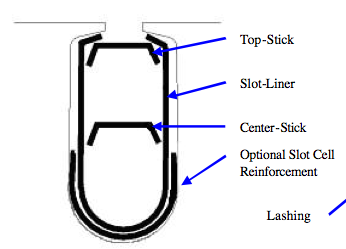 Top-Stick
Slot-Liner
Center-Stick
Optional Slot Cell
Reinforcement
Lashing